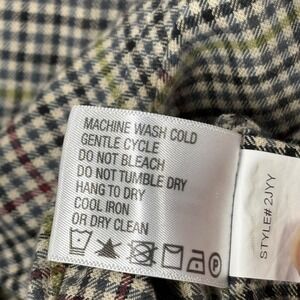 MACHINE WASH COLD
GENTLE CYCLE
DO NOT BLEACH
DO NOT TUMBLE DRY
HANG TO DRY
COOL IRON
OR DRY CLEAN
STYLE# 2JYY